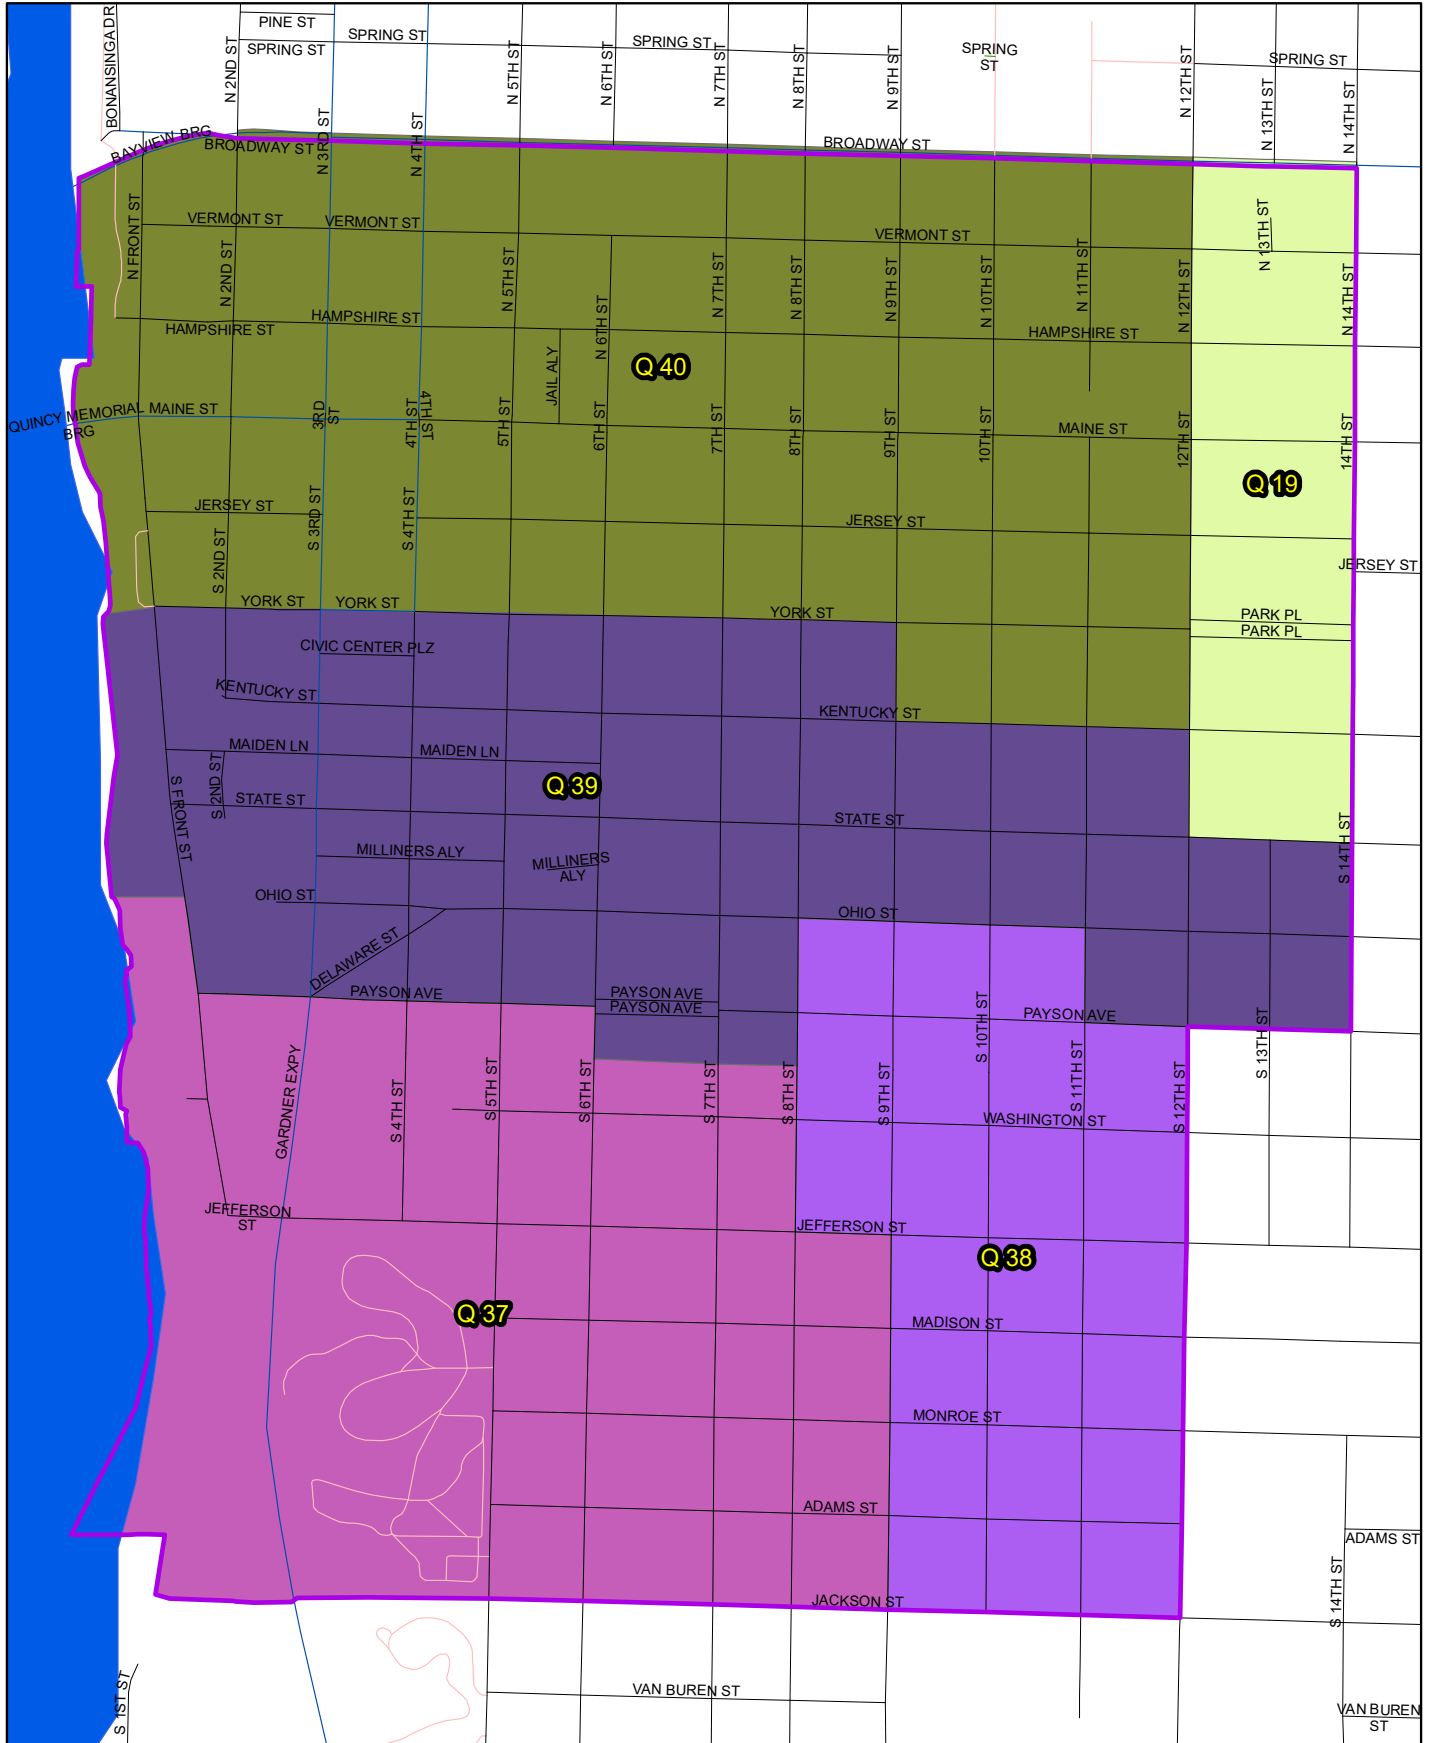 BONANSINGA DR
PINE ST
SPRING ST
SPRING ST
SPRING ST
SPRING
ST
SPRING ST
N 2ND ST
N 3RD ST
N 4TH ST
N 5TH ST
N 6TH ST
N 7TH ST
N 8TH ST
N 9TH ST
N 12TH ST
N 13TH ST
N 14TH ST
BAYVIEW BRG
BROADWAY ST
BROADWAY ST
VERMONT ST
VERMONT ST
VERMONT ST
N FRONT ST
N 2ND ST
N 5TH ST
N 6TH ST
N 7TH ST
N 8TH ST
N 9TH ST
N 10TH ST
N 11TH ST
N 12TH ST
N 13TH ST
N 14TH ST
HAMPSHIRE ST
HAMPSHIRE ST
HAMPSHIRE ST
JAIL ALY
Q 40
QUINCY MEMORIAL
BRG
MAINE ST
MAINE ST
3RD
ST
4TH ST
4TH ST
5TH ST
6TH ST
7TH ST
8TH ST
9TH ST
10TH ST
12TH ST
14TH ST
Q 19
JERSEY ST
JERSEY ST
JERSEY ST
S 2ND ST
S 3RD ST
S 4TH ST
YORK ST
YORK ST
YORK ST
PARK PL
PARK PL
CIVIC CENTER PLZ
KENTUCKY ST
KENTUCKY ST
MAIDEN LN
MAIDEN LN
S FRONT ST
S 2ND ST
Q 39
STATE ST
STATE ST
MILLINERS ALY
MILLINERS
ALY
S 14TH ST
OHIO ST
OHIO ST
DELAWARE ST
PAYSON AVE
PAYSON AVE
PAYSON AVE
PAYSON AVE
GARDNER EXPY
S 4TH ST
S 5TH ST
S 6TH ST
S 7TH ST
S 8TH ST
S 9TH ST
S 10TH ST
S 11TH ST
S 12TH ST
S 13TH ST
WASHINGTON ST
JEFFERSON
ST
JEFFERSON ST
Q 38
Q 37
MADISON ST
MONROE ST
ADAMS ST
ADAMS ST
S 14TH ST
JACKSON ST
S 1ST ST
VAN BUREN ST
VAN BUREN
ST